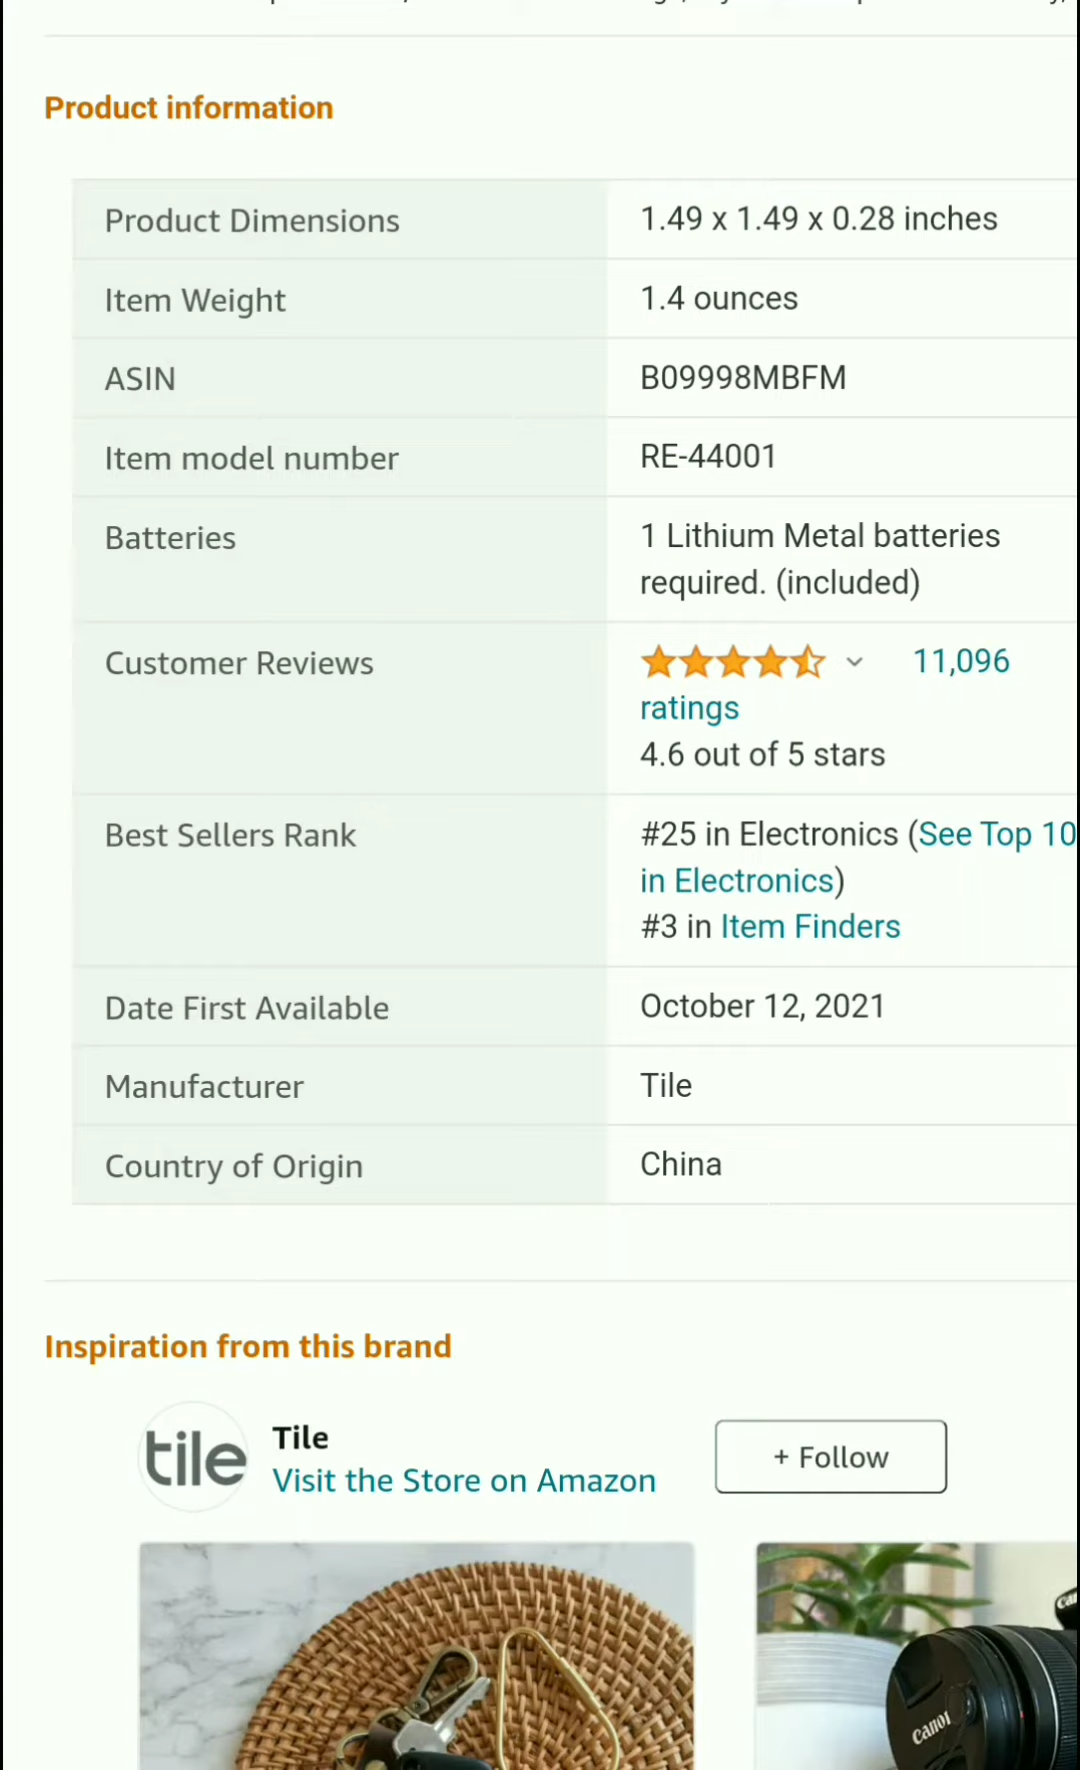 Product information
Product Dimensions
1.49 x 1.49 x 0.28 inches
Item Weight
1.4 ounces
ASIN
B09998MBFM
Item model number
RE-44001
Batteries
1 Lithium Metal batteries
required. (included)
Customer Reviews
11,096
ratings
4.6 out of 5 stars
Best Sellers Rank
#25 in Electronics (See Top 10
in Electronics)
#3 in Item Finders
Date First Available
October 12, 2021
Manufacturer
Tile
Country of Origin
China
Inspiration from this brand
tile
Tile
Visit the Store on Amazon
+ Follow
Canon